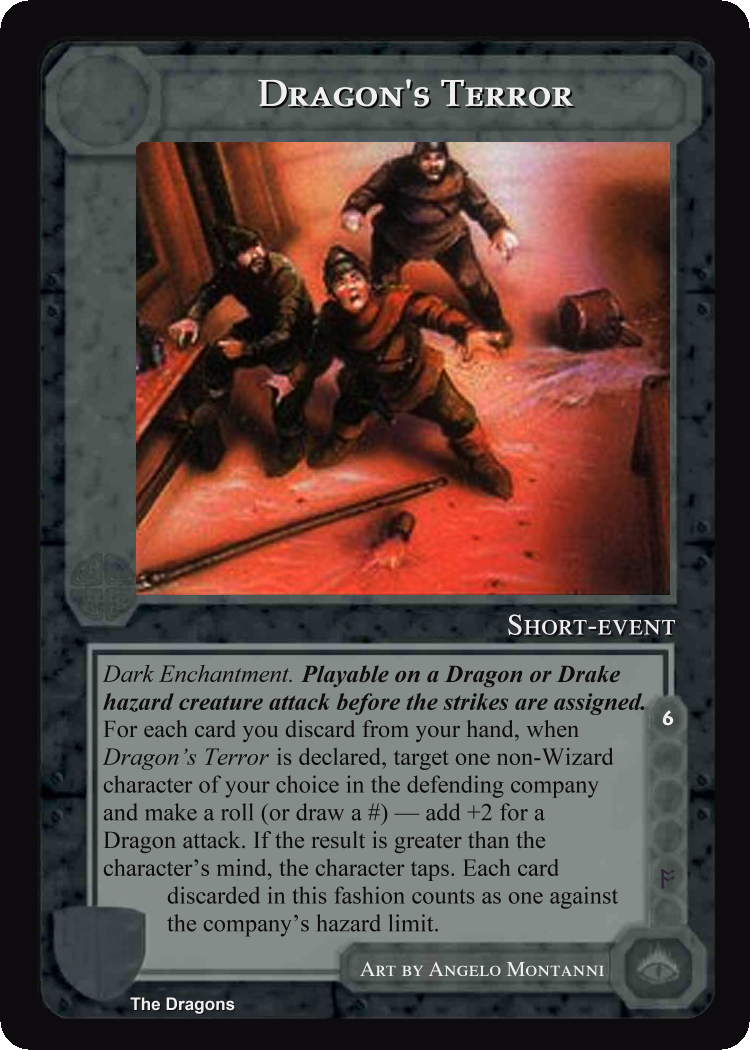 Dragon's Terror
Short-event
Dark Enchantment. Playable on a Dragon or Drake
hazard creature attack before the strikes are assigned.
For each card you discard from your hand, when
Dragon's Terror is declared, target one non-Wizard
character of your choice in the defending company
and make a roll (or draw a #) — add +2 for a
Dragon attack. If the result is greater than the
character's mind, the character taps. Each card
discarded in this fashion counts as one against
the company's hazard limit.
6
ᚩ
Art by Angelo Montanni
The Dragons